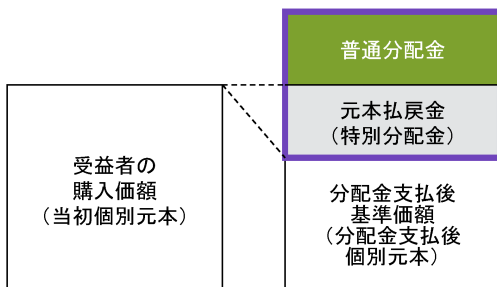 普通分配金
元本払戻金
（特別分配金）
受益者の
購入価額
（当初個別元本）
分配金支払後
基準価額
（分配金支払後
個別元本）